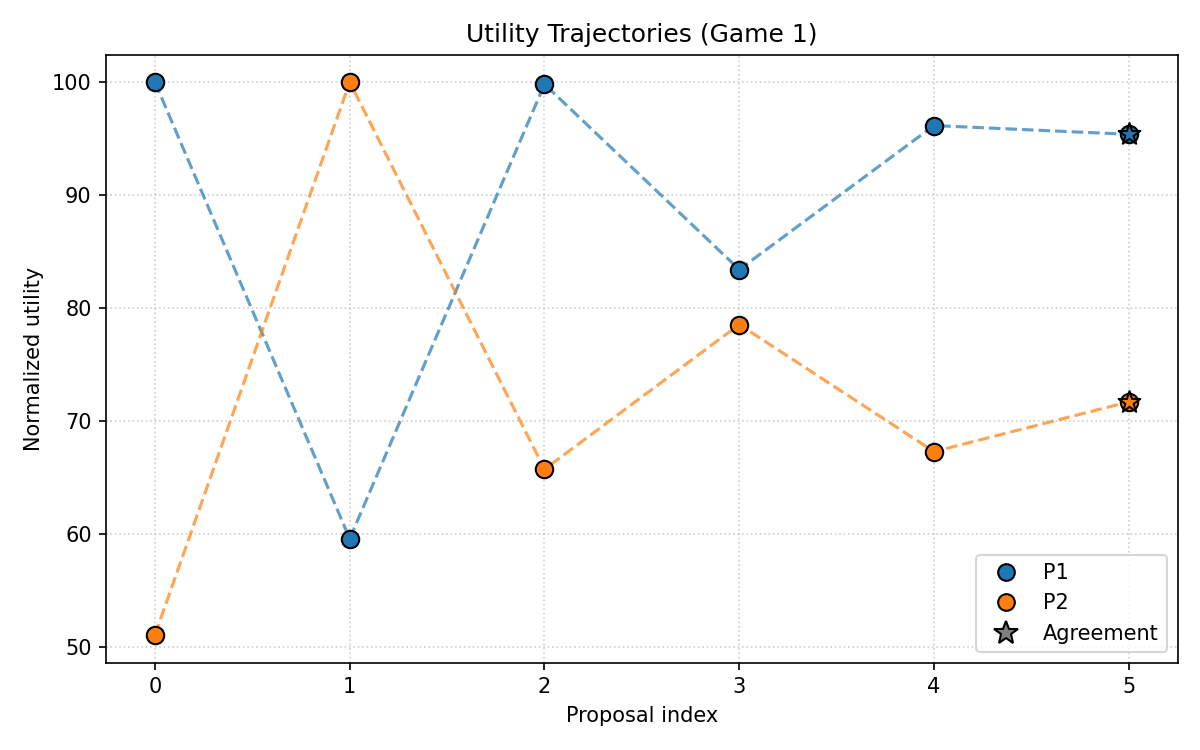 Utility Trajectories (Game 1)
Normalized utility
100
90
80
70
60
50
0 1 2 3 4 5
Proposal index
P1
P2
Agreement